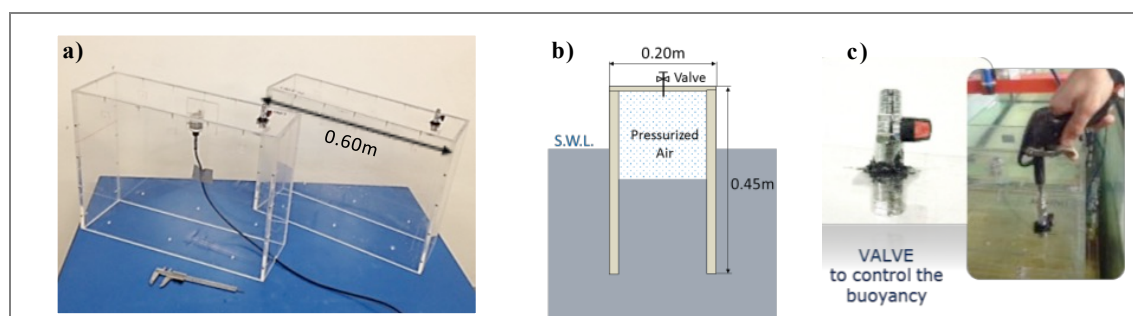 a)
0.60m
b)
0.20m
Valve
S.W.L.
Pressurized
Air
0.45m
c)
VALVE
to control the
buoyancy